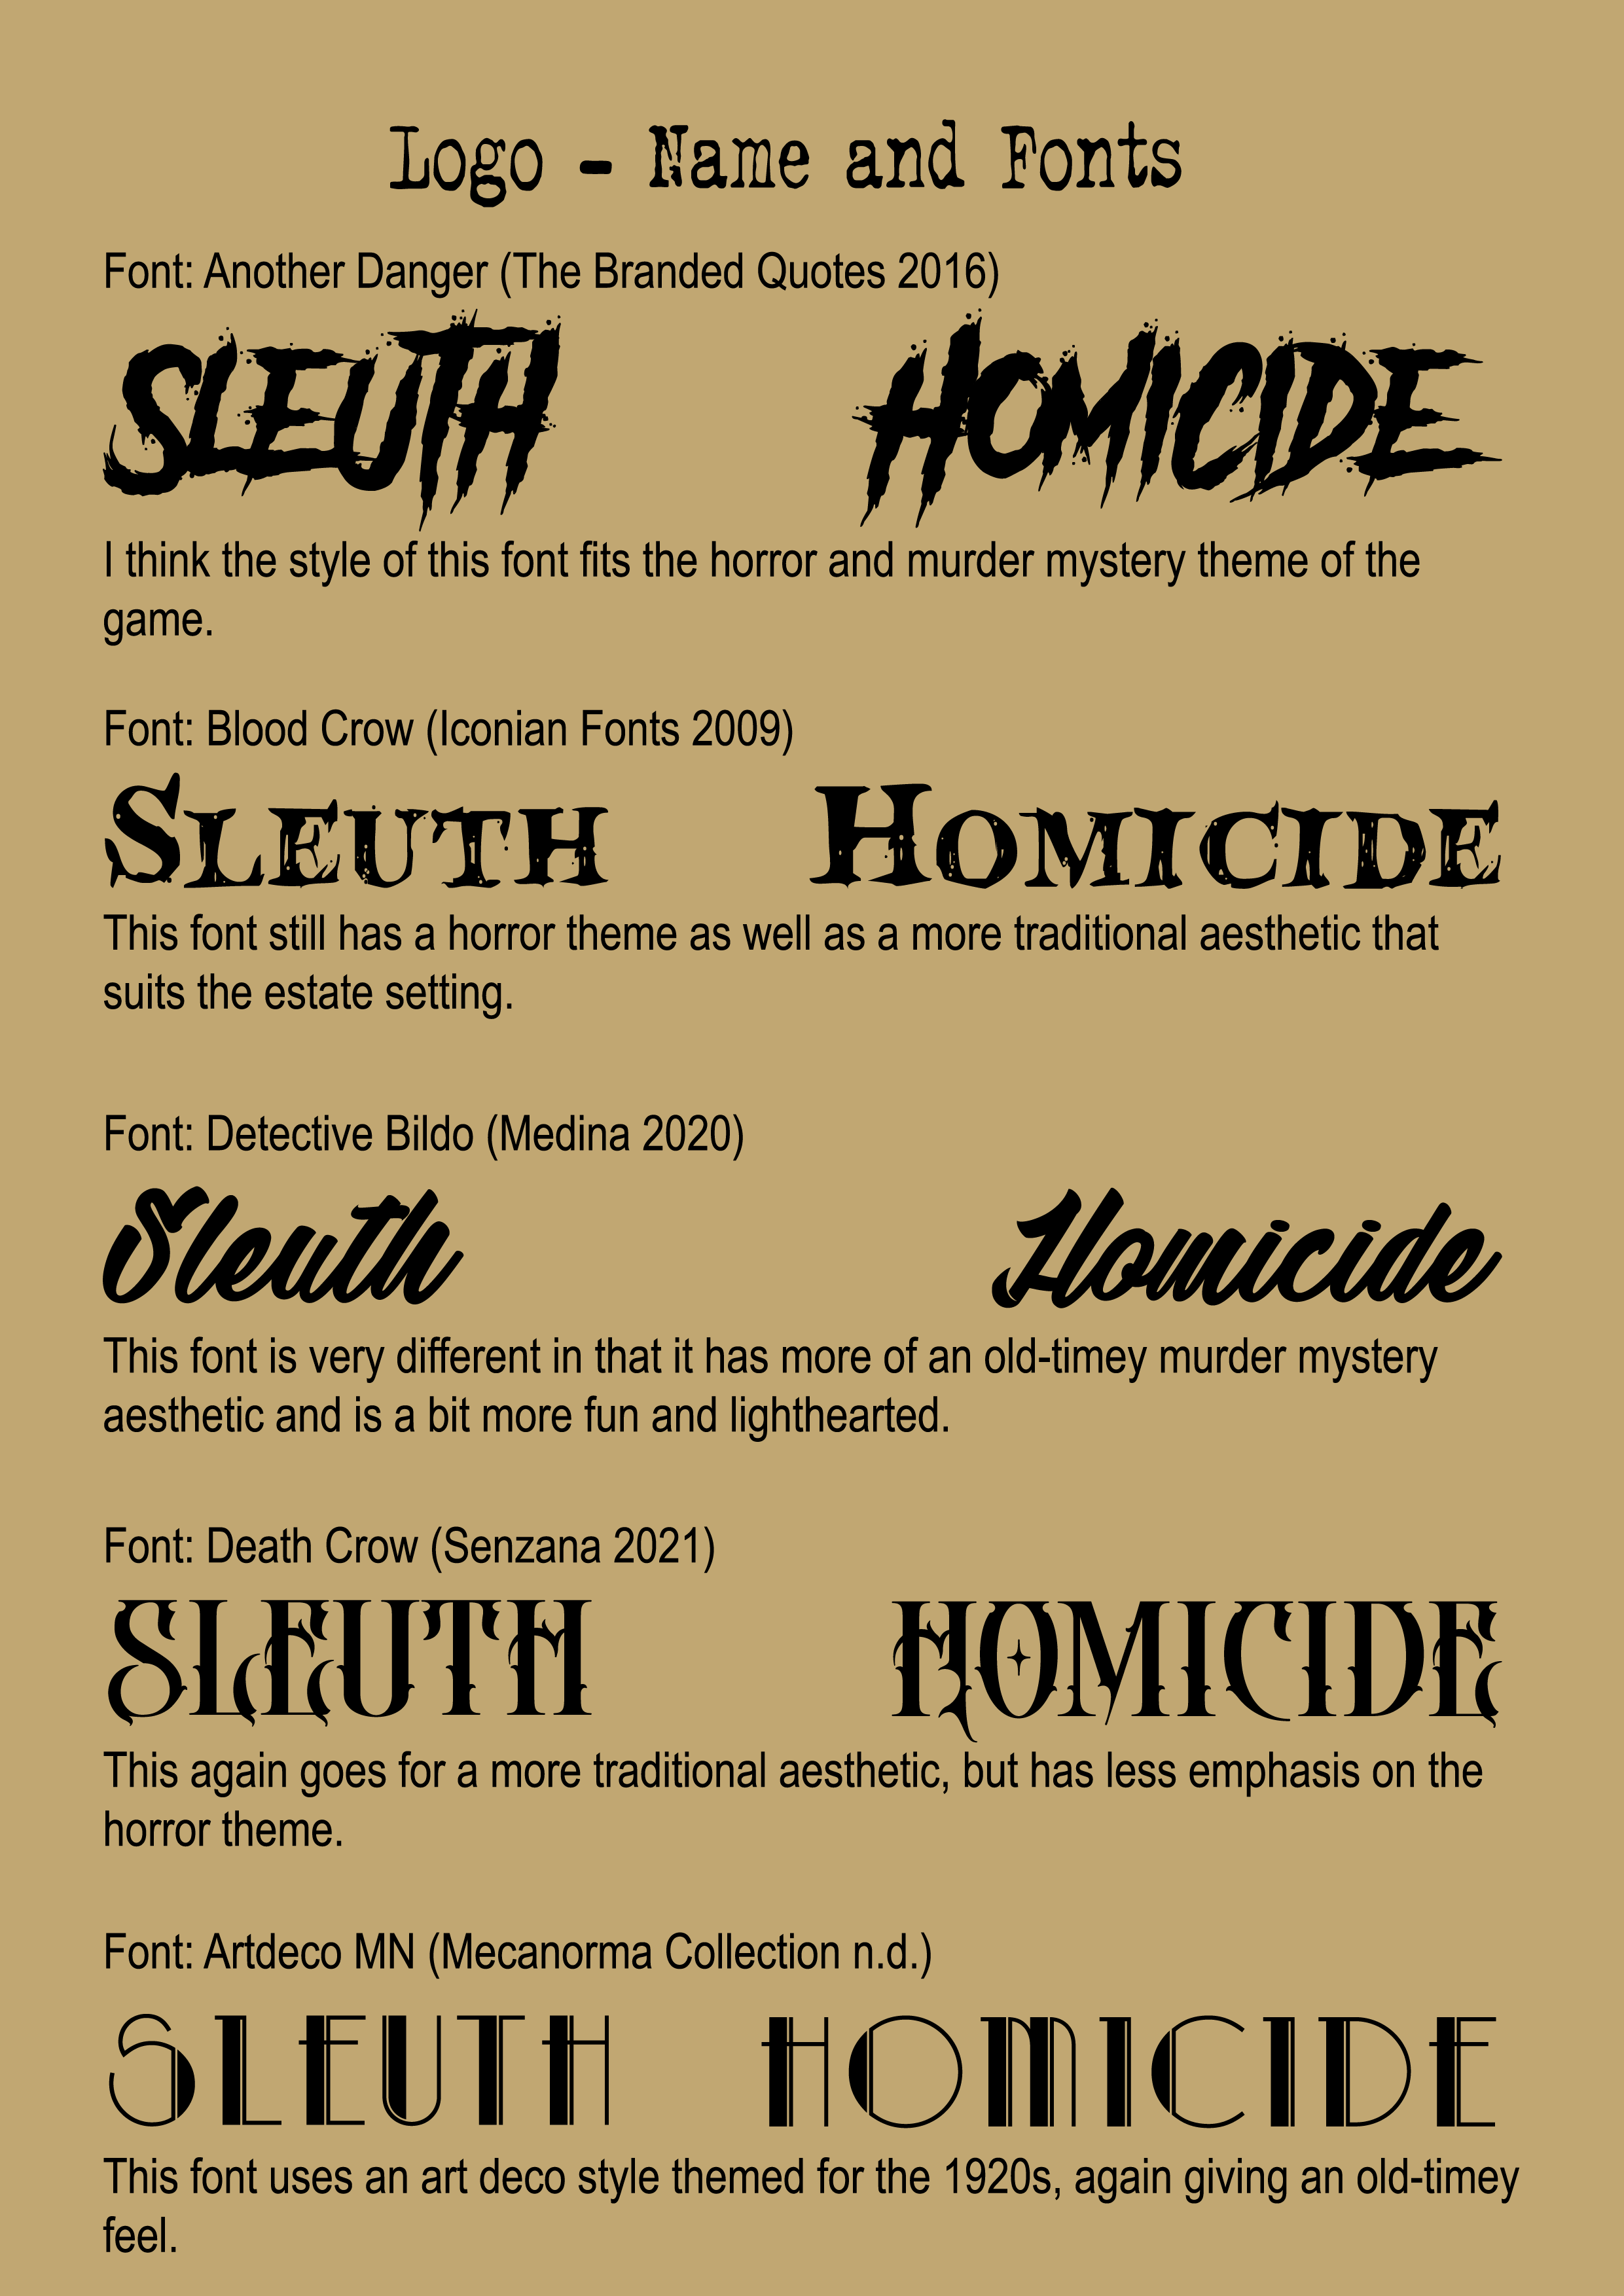 Logo - Name and Fonts
Font: Another Danger (The Branded Quotes 2016)
SLEUTH HOMICIDE
I think the style of this font fits the horror and murder mystery theme of the
game.
Font: Blood Crow (Iconian Fonts 2009)
SLEUTH HOMICIDE
This font still has a horror theme as well as a more traditional aesthetic that
suits the estate setting.
Font: Detective Bildo (Medina 2020)
Sleuth Homicide
This font is very different in that it has more of an old-timey murder mystery
aesthetic and is a bit more fun and lighthearted.
Font: Death Crow (Senzana 2021)
SLEUTH HOMICIDE
This again goes for a more traditional aesthetic, but has less emphasis on the
horror theme.
Font: Artdeco MN (Mecanorma Collection n.d.)
SLEUTH HOMICIDE
This font uses an art deco style themed for the 1920s, again giving an old-timey
feel.